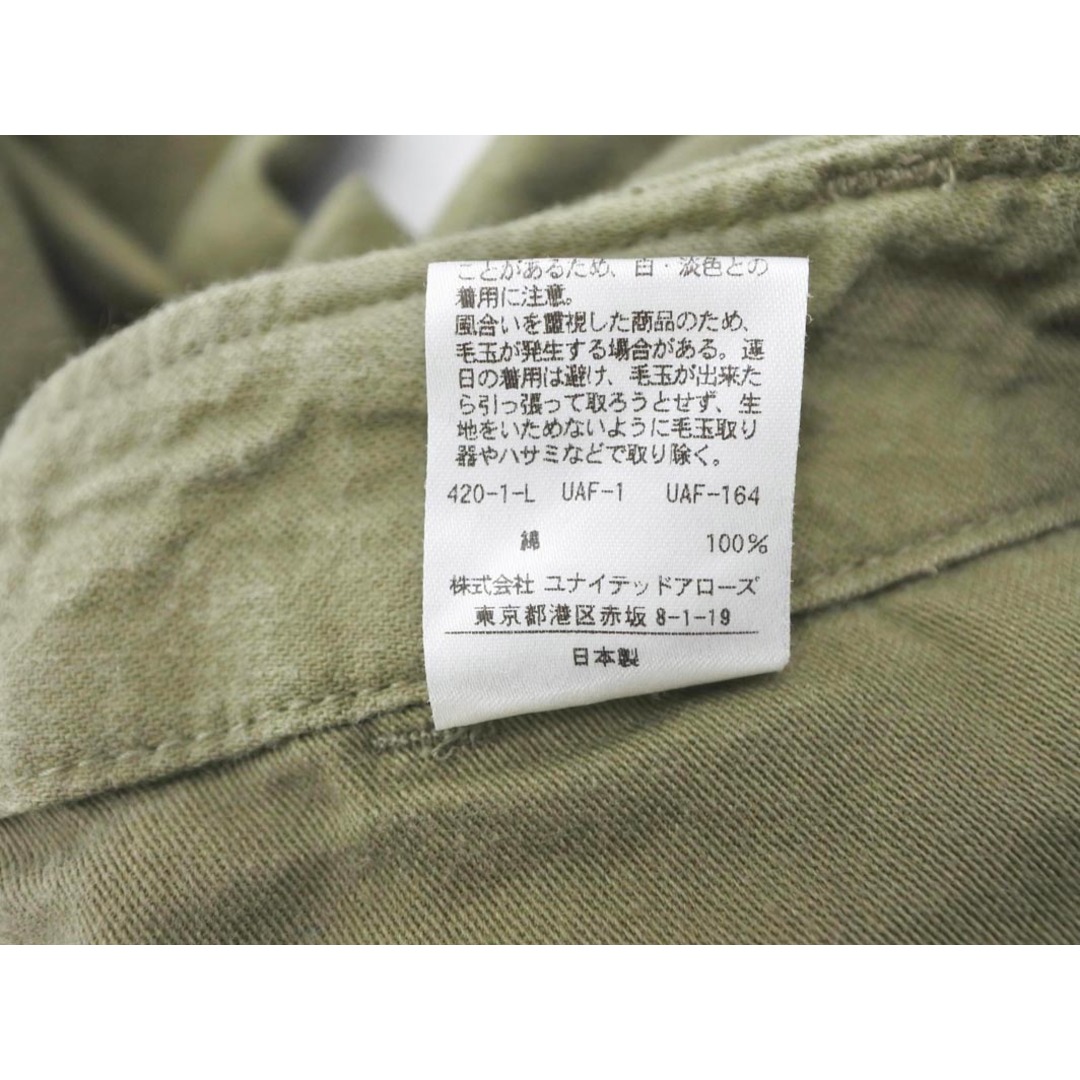 ことがあるため、白・淡色との
着用に注意。
風合いを重視した商品のため、
毛玉が発生する場合がある。連
日の着用は避け、毛玉が出来た
ら引っ張って取ろうとせず、生
地をいためないように毛玉取り
器やハサミなどで取り除く。
420-1-L UAF-1 UAF-164
綿 100%
株式会社 ユナイテッドアローズ
東京都港区赤坂 8-1-19
日本製